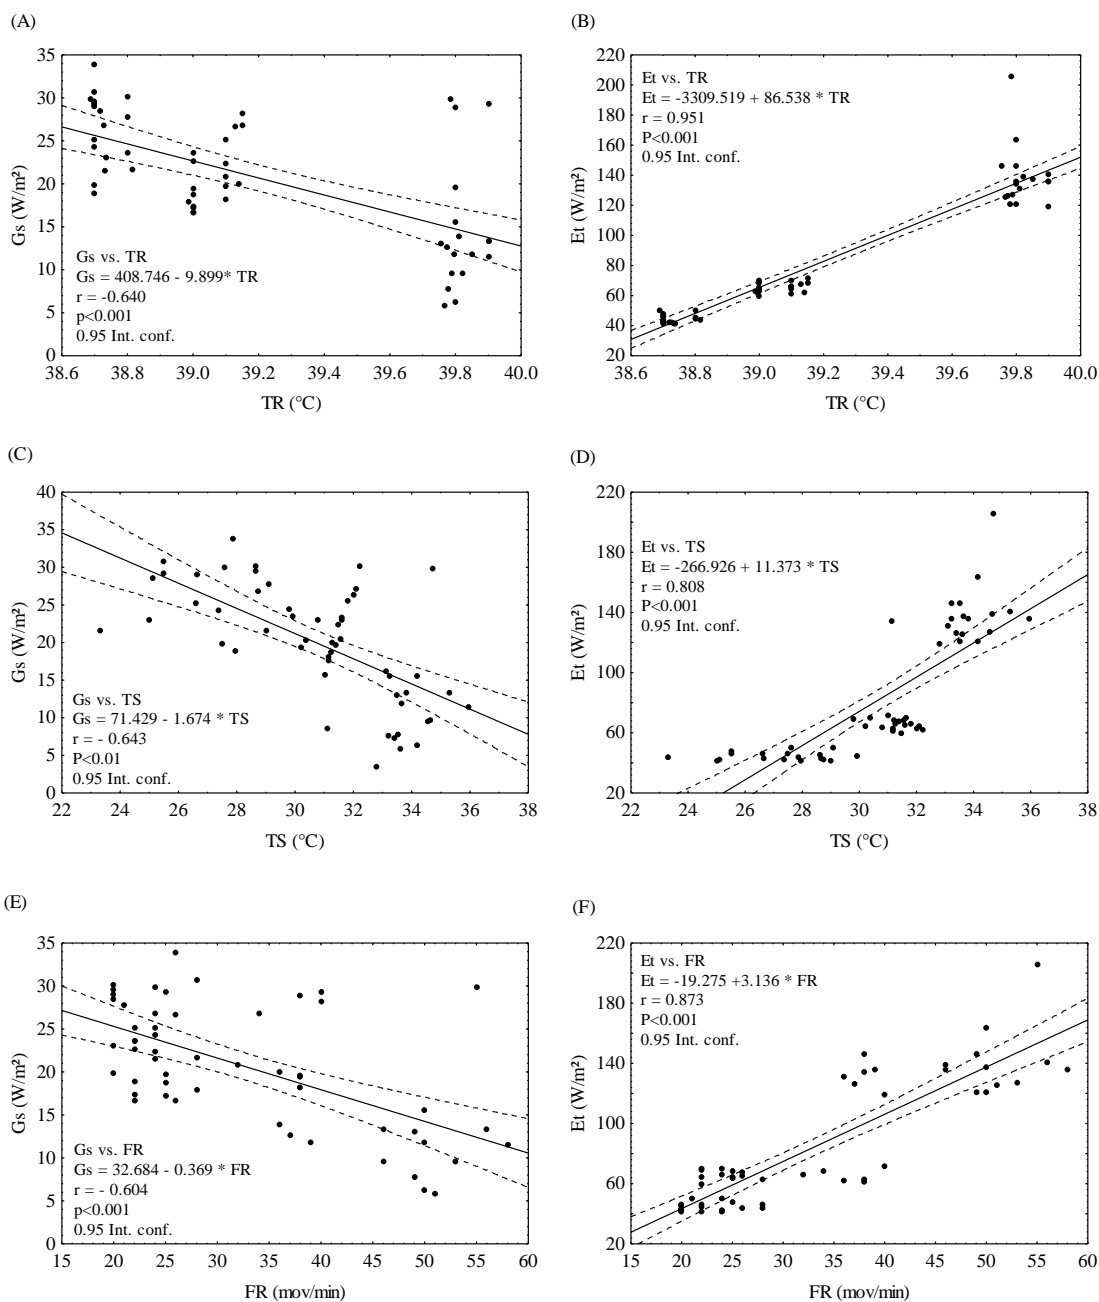 (A)
35
30
25
20
15
10
5
0
Gs (W/m²)
Gs vs. TR
Gs = 408.746 - 9.899* TR
r = -0.640
p<0.001
0.95 Int. conf.
38.6 38.8 39.0 39.2 39.4 39.6 39.8 40.0
TR (°C)
(B)
220
200
180
160
140
120
100
80
60
40
20
Et (W/m²)
Et vs. TR
Et = -3309.519 + 86.538 * TR
r = 0.951
P<0.001
0.95 Int. conf.
38.6 38.8 39.0 39.2 39.4 39.6 39.8 40.0
TR (°C)
(C)
40
35
30
25
20
15
10
5
0
Gs (W/m²)
Gs vs. TS
Gs = 71.429 - 1.674 * TS
r = - 0.643
P<0.01
0.95 Int. conf.
22 24 26 28 30 32 34 36 38
TS (°C)
(D)
220
180
140
100
60
20
Et (W/m²)
Et vs. TS
Et = -266.926 + 11.373 * TS
r = 0.808
P<0.001
0.95 Int. conf.
22 24 26 28 30 32 34 36 38
TS (°C)
(E)
35
30
25
20
15
10
5
0
Gs (W/m²)
Gs vs. FR
Gs = 32.684 - 0.369 * FR
r = - 0.604
p<0.001
0.95 Int. conf.
15 20 25 30 35 40 45 50 55 60
FR (mov/min)
(F)
220
180
140
100
60
20
Et (W/m²)
Et vs. FR
Et = -19.275 +3.136 * FR
r = 0.873
P<0.001
0.95 Int. conf.
15 20 25 30 35 40 45 50 55 60
FR (mov/min)